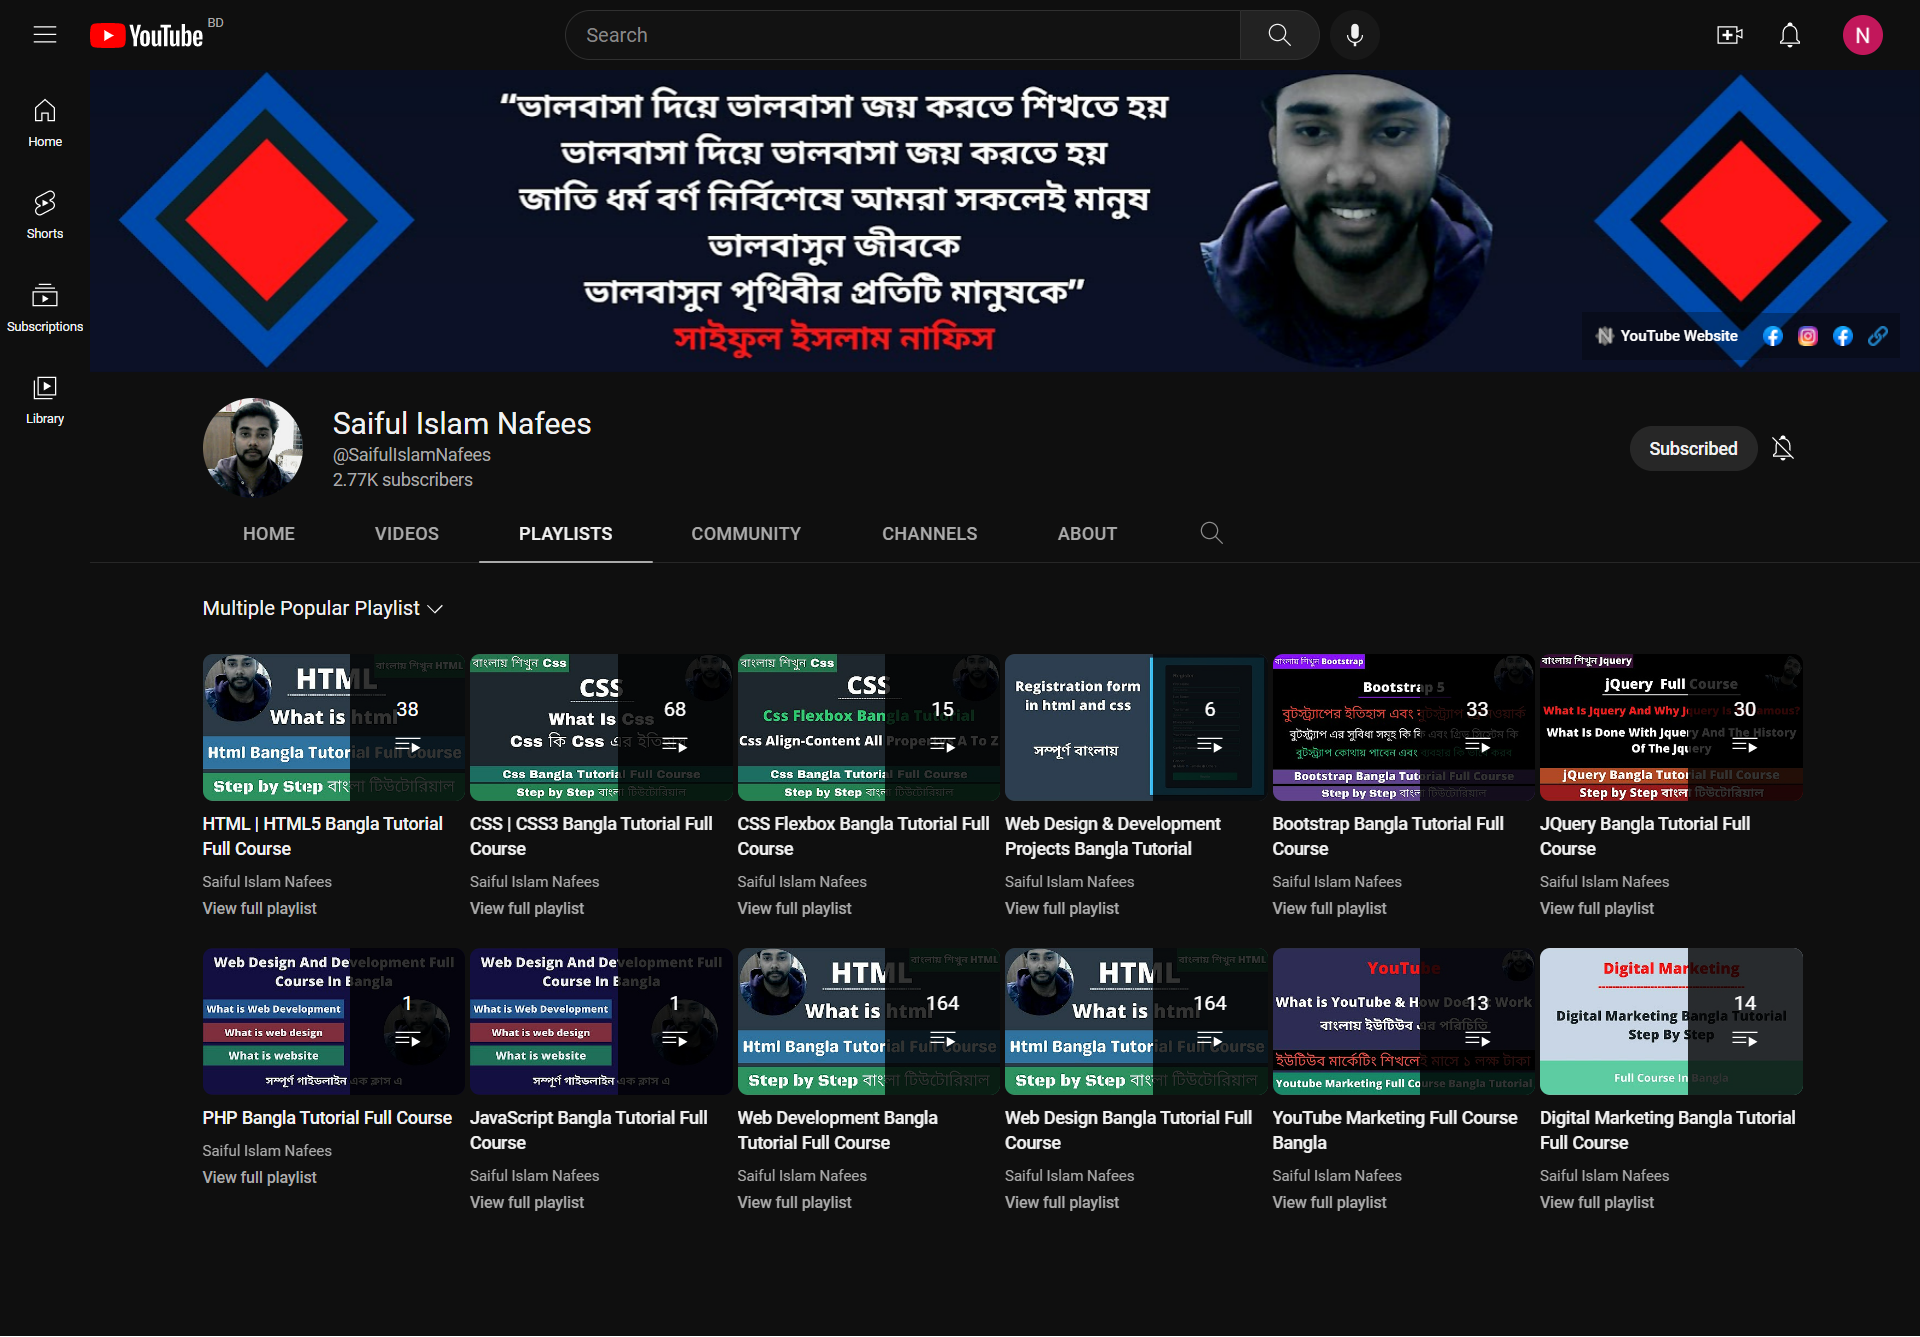 YouTube BD
Search
N
Home
Shorts
Subscriptions
Library
“ভালবাসা দিয়ে ভালবাসা জয় করতে শিখতে হয়
ভালবাসা দিয়ে ভালবাসা জয় করতে হয়
জাতি ধর্ম বর্ণ নির্বিশেষে আমরা সকলেই মানুষ
ভালবাসুন জীবকে
ভালবাসুন পৃথিবীর প্রতিটি মানুষকে”
সাইফুল ইসলাম নাফিস
YouTube Website
Saiful Islam Nafees
@SaifulIslamNafees
2.77K subscribers
Subscribed
HOME VIDEOS PLAYLISTS COMMUNITY CHANNELS ABOUT
Multiple Popular Playlist
বাংলায় শিখুন HTML
HTML
What is html
38
Html Bangla Tutorial Full Course
Step by Step বাংলা টিউটোরিয়াল
HTML | HTML5 Bangla Tutorial
Full Course
Saiful Islam Nafees
View full playlist
বাংলায় শিখুন Css
CSS
What Is Css
68
Css কি Css এর ইতিহাস
Css Bangla Tutorial Full Course
Step by Step বাংলা টিউটোরিয়াল
CSS | CSS3 Bangla Tutorial Full
Course
Saiful Islam Nafees
View full playlist
বাংলায় শিখুন Css
CSS
Css Flexbox Bangla Tutorial
15
Css Align-Content All Property A To Z
Css Bangla Tutorial Full Course
Step by Step বাংলা টিউটোরিয়াল
CSS Flexbox Bangla Tutorial Full
Course
Saiful Islam Nafees
View full playlist
Registration form
in html and css
সম্পূর্ণ বাংলায়
6
Web Design & Development
Projects Bangla Tutorial
Saiful Islam Nafees
View full playlist
বাংলায় শিখুন Bootstrap
Bootstrap 5
বুটস্ট্র্যাপের ইতিহাস এবং
33
বুটস্ট্র্যাপ এর সুবিধা সমূহ কি কি এবং গ্রিড সিস্টেম কি
বুটস্ট্র্যাপ কোথায় পাবেন এবং ব্যবহার কি
Bootstrap Bangla Tutorial Full Course
Step by Step বাংলা টিউটোরিয়াল
Bootstrap Bangla Tutorial Full
Course
Saiful Islam Nafees
View full playlist
বাংলায় শিখুন Jquery
jQuery Full Course
What Is Jquery And Why Jquery Is Famous?
30
What Is Done With Jquery And The History
Of The Jquery
jQuery Bangla Tutorial Full Course
Step by Step বাংলা টিউটোরিয়াল
JQuery Bangla Tutorial Full
Course
Saiful Islam Nafees
View full playlist
Web Design And Development Full
Course In Bangla
What is Web Development
1
What is web design
What is website
সম্পূর্ণ গাইডলাইন এক ক্লাস এ
PHP Bangla Tutorial Full Course
Saiful Islam Nafees
View full playlist
Web Design And Development Full
Course In Bangla
What is Web Development
1
What is web design
What is website
সম্পূর্ণ গাইডলাইন এক ক্লাস এ
JavaScript Bangla Tutorial Full
Course
Saiful Islam Nafees
View full playlist
বাংলায় শিখুন HTML
HTML
What is html
164
Html Bangla Tutorial Full Course
Step by Step বাংলা টিউটোরিয়াল
Web Development Bangla
Tutorial Full Course
Saiful Islam Nafees
View full playlist
বাংলায় শিখুন HTML
HTML
What is html
164
Html Bangla Tutorial Full Course
Step by Step বাংলা টিউটোরিয়াল
Web Design Bangla Tutorial Full
Course
Saiful Islam Nafees
View full playlist
YouTube
What is YouTube & How Does It Work
13
বাংলায় ইউটিউব এর পরিচিতি
ইউটিউব মার্কেটিং শিখলেই মাসে ১ লক্ষ টাকা
Youtube Marketing Full Course Bangla Tutorial
YouTube Marketing Full Course
Bangla
Saiful Islam Nafees
View full playlist
Digital Marketing
14
Digital Marketing Bangla Tutorial
Step By Step
Full Course In Bangla
Digital Marketing Bangla Tutorial
Full Course
Saiful Islam Nafees
View full playlist